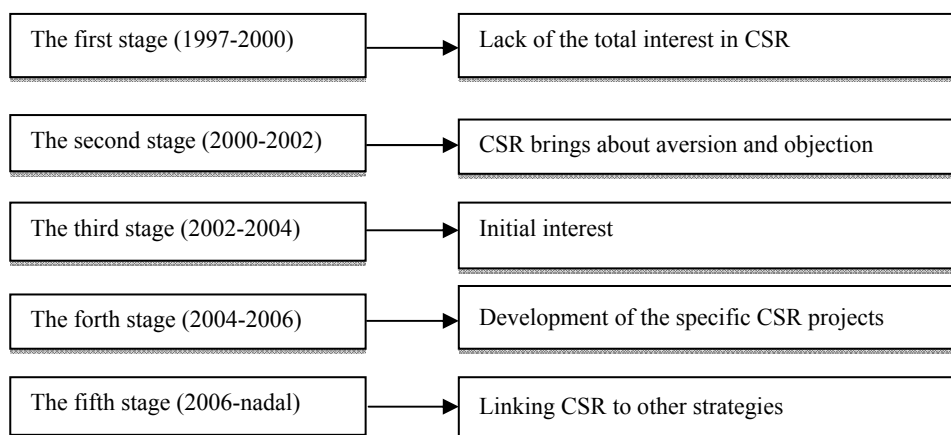 The first stage (1997-2000)
Lack of the total interest in CSR
The second stage (2000-2002)
CSR brings about aversion and objection
The third stage (2002-2004)
Initial interest
The forth stage (2004-2006)
Development of the specific CSR projects
The fifth stage (2006-nadal)
Linking CSR to other strategies